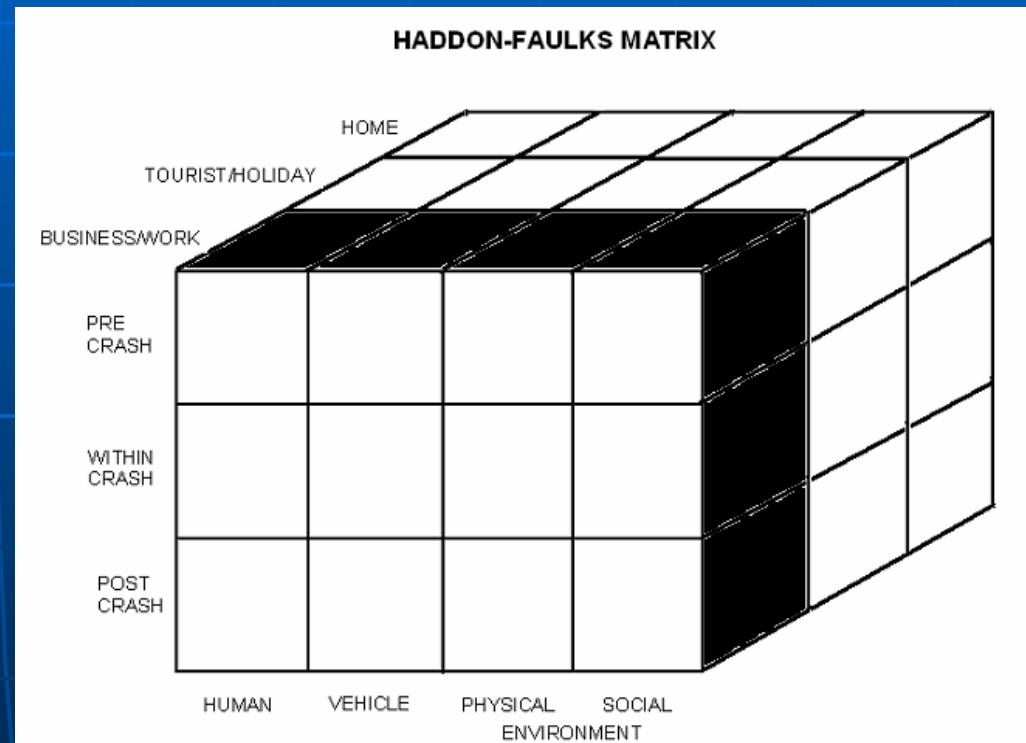 HADDON-FAULKS MATRIX
HOME
TOURIST/HOLIDAY
BUSINESS/WORK
PRE
CRASH
WITHIN
CRASH
POST
CRASH
HUMAN VEHICLE PHYSICAL SOCIAL
ENVIRONMENT